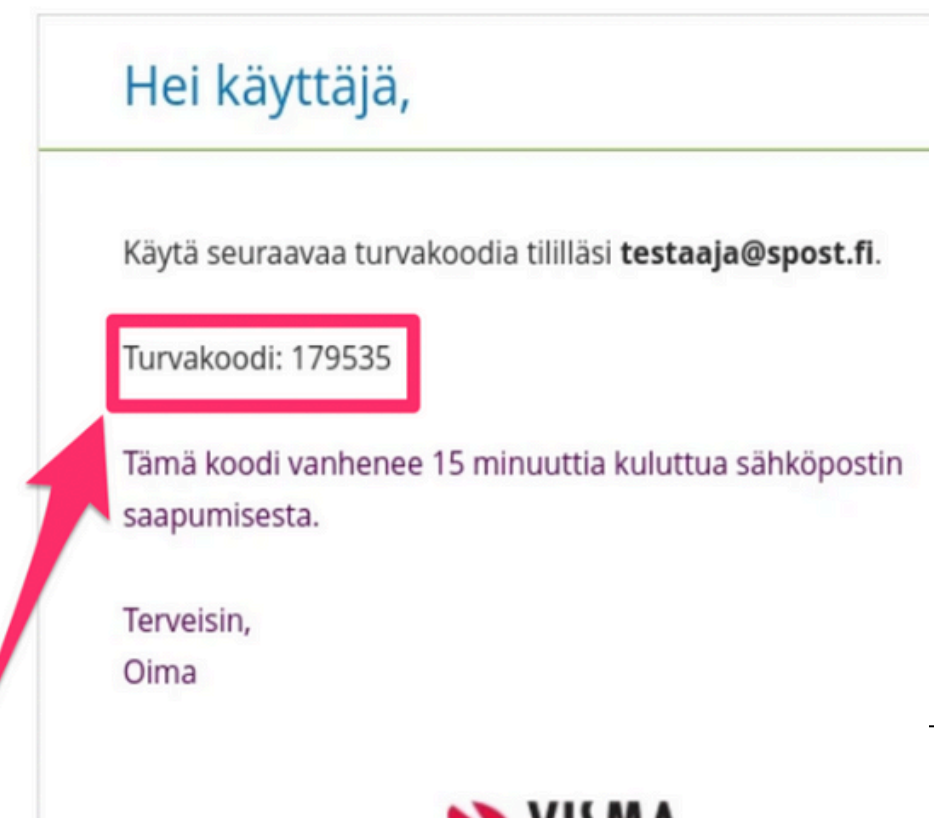 Hei käyttäjä,
Käytä seuraavaa turvakoodia tililläsi testaaja@spost.fi.
Turvakoodi: 179535
Tämä koodi vanhenee 15 minuuttia kuluttua sähköpostin
saapumisesta.
Terveisin,
Oima
VISMA